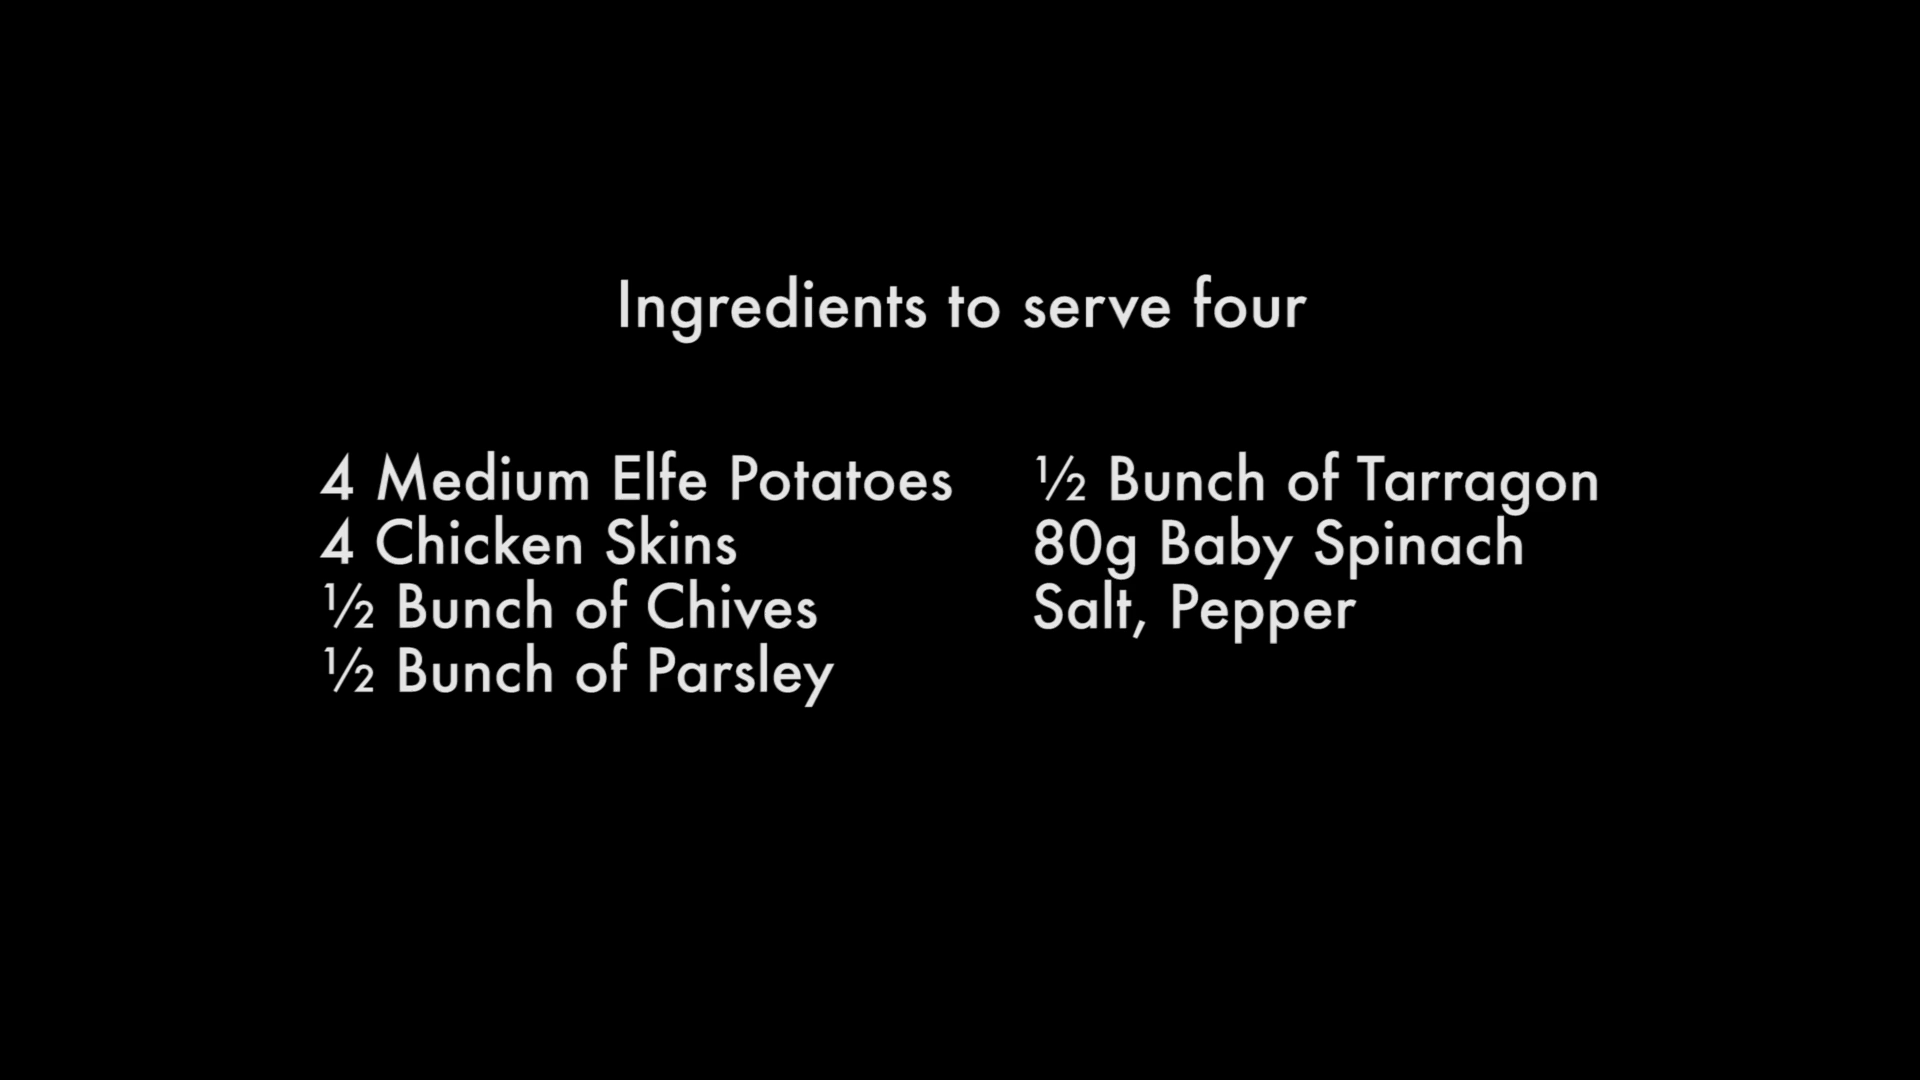 Ingredients to serve four
4 Medium Elfe Potatoes
4 Chicken Skins
½ Bunch of Chives
½ Bunch of Parsley
½ Bunch of Tarragon
80g Baby Spinach
Salt, Pepper